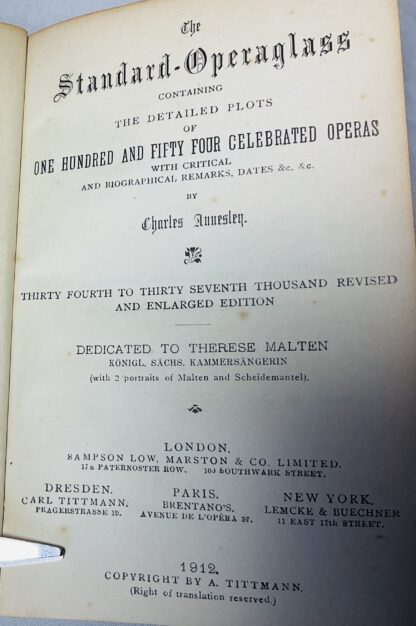 The
Standard-Operaglass
CONTAINING
THE DETAILED PLOTS
OF
ONE HUNDRED AND FIFTY FOUR CELEBRATED OPERAS
WITH CRITICAL
AND BIOGRAPHICAL REMARKS, DATES &c. &c.
BY
Charles Annesley.
THIRTY FOURTH TO THIRTY SEVENTH THOUSAND REVISED
AND ENLARGED EDITION
DEDICATED TO THERESE MALTEN
KÖNIGL. SÄCHS. KAMMERSÄNGERIN
(with 2 portraits of Malten and Scheidemantel).
LONDON.
SAMPSON LOW, MARSTON & CO. LIMITED.
17a PATERNOSTER ROW. 100 SOUTHWARK STREET.
DRESDEN.
CARL TITTMANN.
PRAGERSTRASSE 19.
PARIS.
BRENTANO'S,
AVENUE DE L'OPÉRA 37.
NEW YORK.
LEMCKE & BUECHNER
11 EAST 17th STREET.
1912.
COPYRIGHT BY A. TITTMANN.
(Right of translation reserved.)